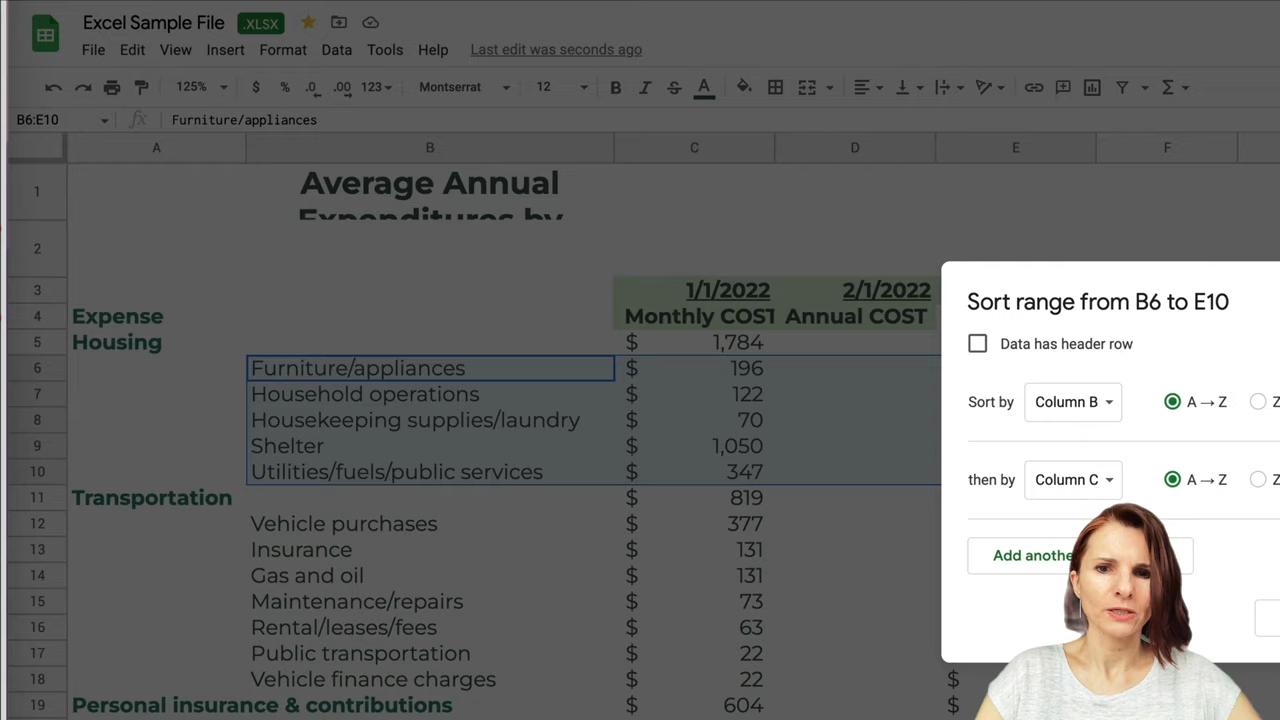 Excel Sample File .XLSX
File Edit View Insert Format Data Tools Help Last edit was seconds ago
125% $ % .0 .00 123 Montserrat 12 B I S A
B6:E10 fx Furniture/appliances
A B C D E F
1 Average Annual
Expenditures by
2
3 1/1/2022 2/1/2022
4 Expense Monthly COST Annual COST
5 Housing $ 1,784
6 Furniture/appliances $ 196
7 Household operations $ 122
8 Housekeeping supplies/laundry $ 70
9 Shelter $ 1,050
10 Utilities/fuels/public services $ 347
11 Transportation $ 819
12 Vehicle purchases $ 377
13 Insurance $ 131
14 Gas and oil $ 131
15 Maintenance/repairs $ 73
16 Rental/leases/fees $ 63
17 Public transportation $ 22
18 Vehicle finance charges $ 22 $
19 Personal insurance & contributions $ 604 $
Sort range from B6 to E10
Data has header row
Sort by Column B A → Z Z
then by Column C A → Z Z
Add